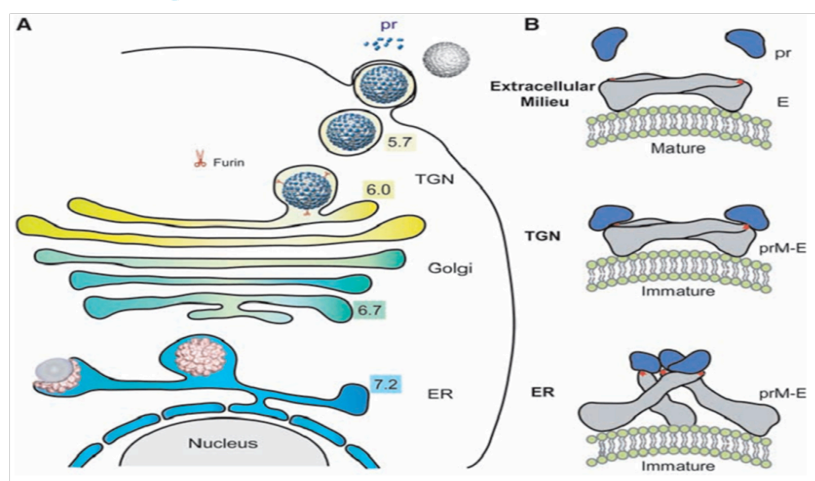 A
pr
5.7
Furin
TGN
6.0
Golgi
6.7
7.2
ER
Nucleus
B
pr
Extracellular
Milieu
E
Mature
TGN
prM-E
Immature
ER
prM-E
Immature